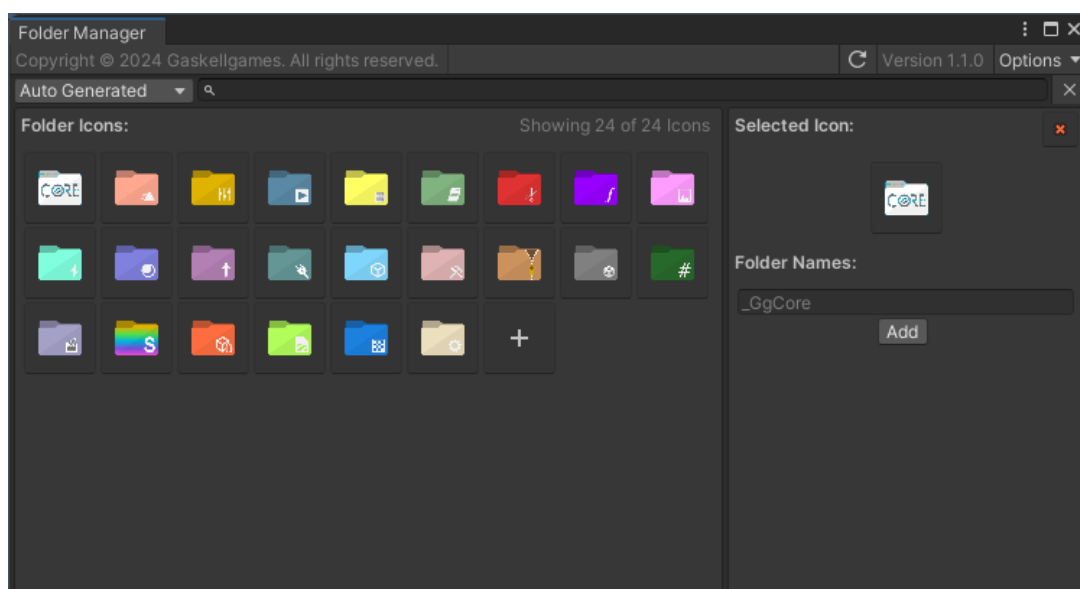 Folder Manager
Copyright © 2024 Gaskellgames. All rights reserved.
Version 1.1.0 Options
Auto Generated
Folder Icons: Showing 24 of 24 Icons
Selected Icon:
CORE
f
CORE
Folder Names:
#
_GgCore
Add
S